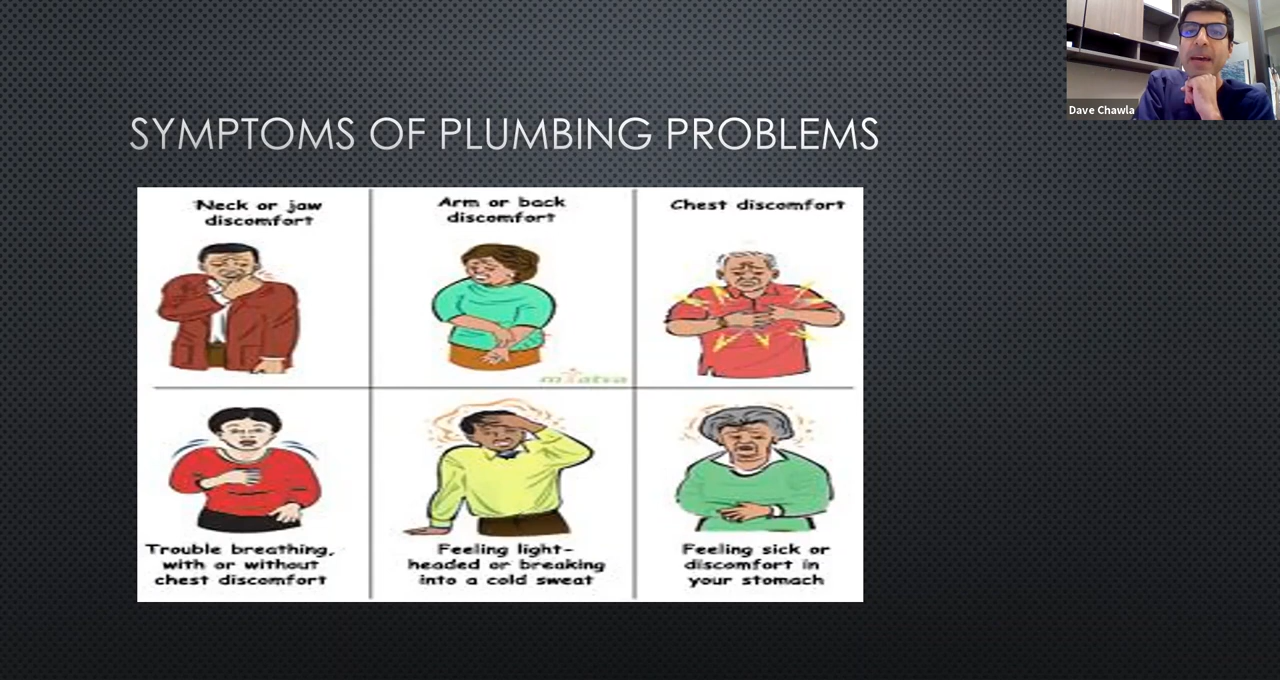 Dave Chawla
SYMPTOMS OF PLUMBING PROBLEMS
Neck or jaw
discomfort
Arm or back
discomfort
Chest discomfort
Trouble breathing,
with or without
chest discomfort
Feeling light-
headed or breaking
into a cold sweat
Feeling sick or
discomfort in
your stomach